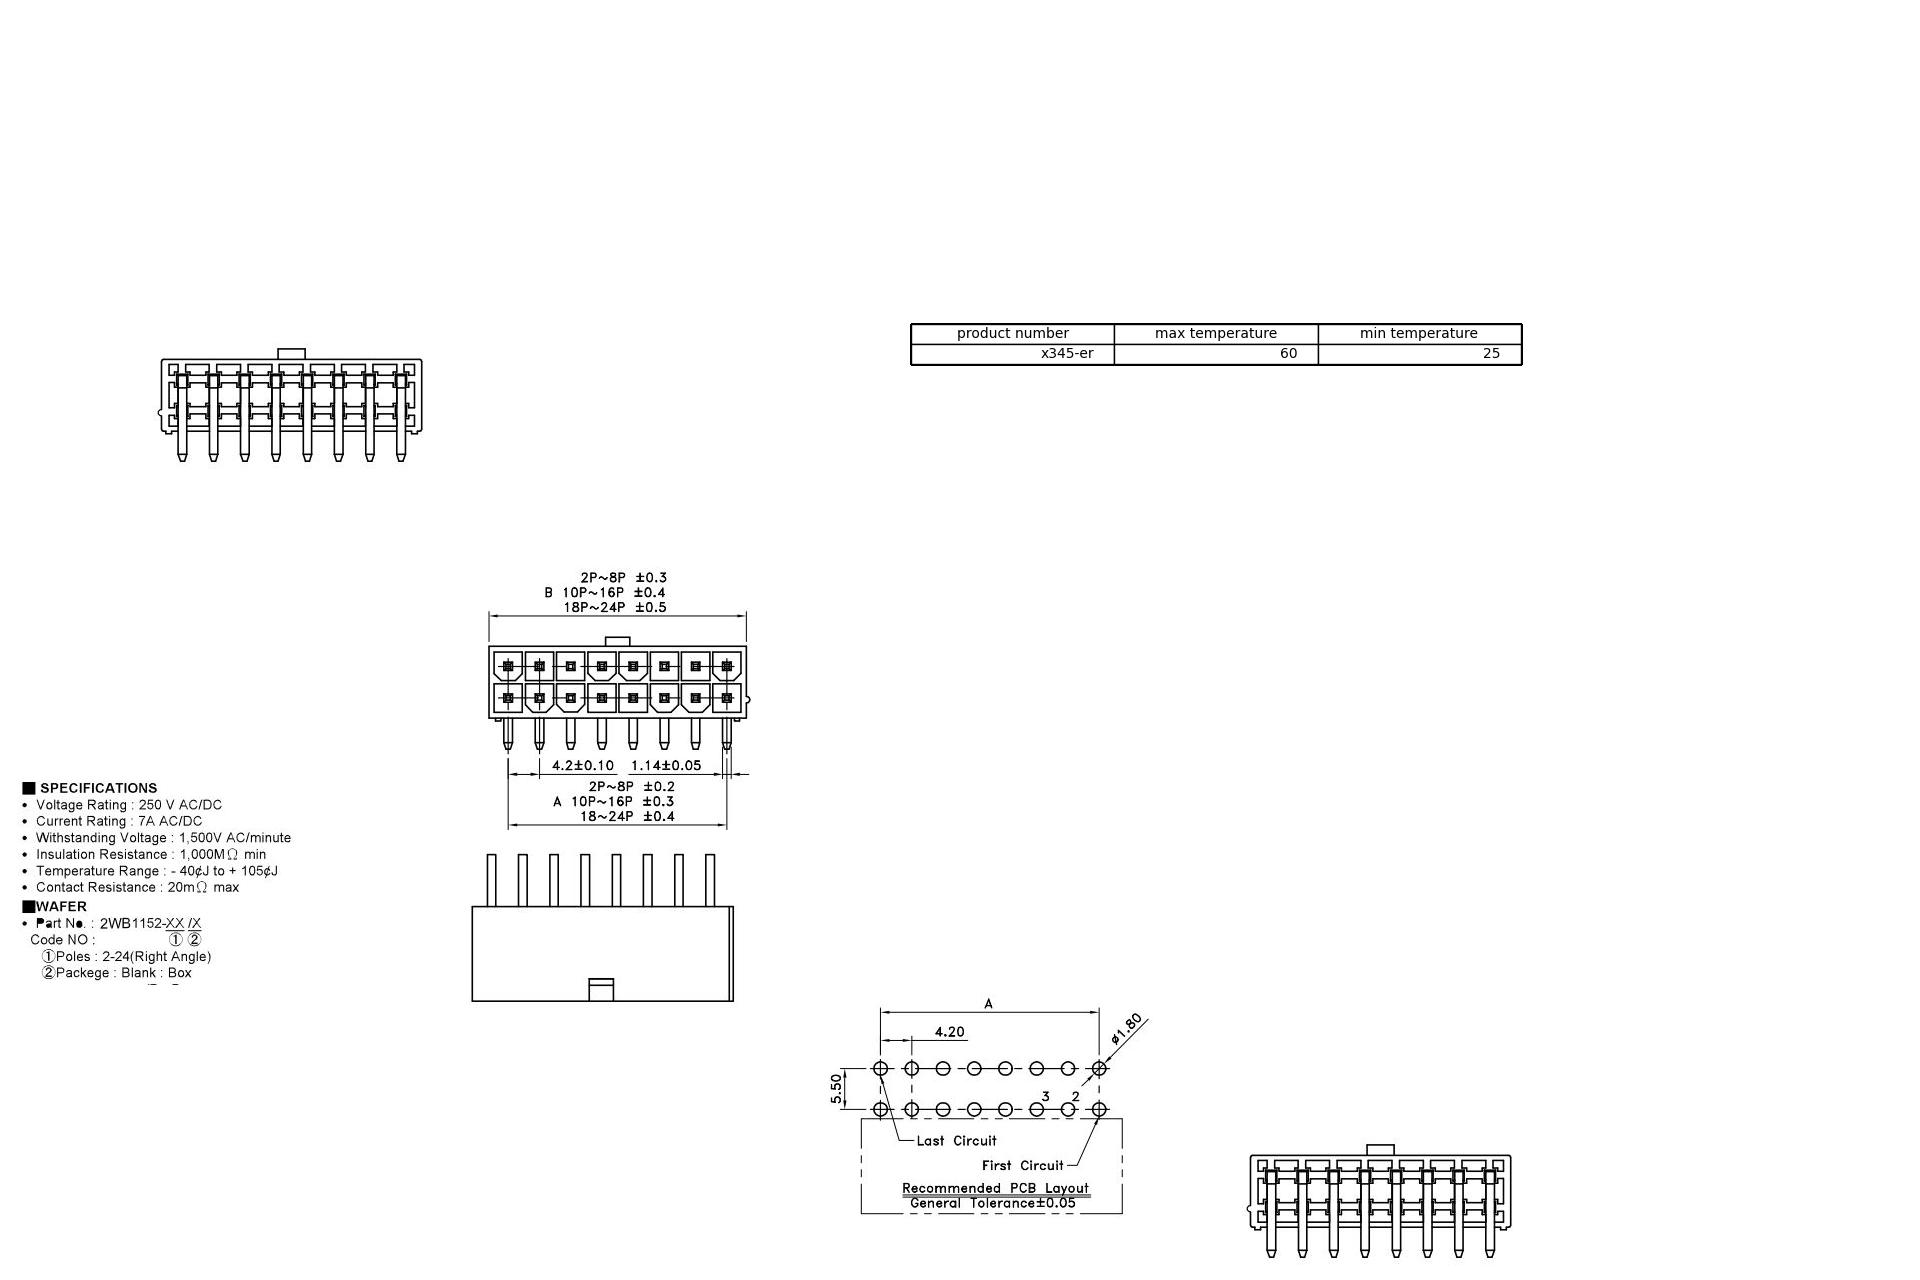 product number max temperature min temperature
x345-er 60 25
2P~8P ±0.3
B 10P~16P ±0.4
18P~24P ±0.5
4.2±0.10 1.14±0.05
2P~8P ±0.2
A 10P~16P ±0.3
18~24P ±0.4
■ SPECIFICATIONS
• Voltage Rating : 250 V AC/DC
• Current Rating : 7A AC/DC
• Withstanding Voltage : 1,500V AC/minute
• Insulation Resistance : 1,000MΩ min
• Temperature Range : - 40¢J to + 105¢J
• Contact Resistance : 20mΩ max
■WAFER
• Part No. : 2WB1152-XX /X
Code NO : ① ②
①Poles : 2-24(Right Angle)
②Packege : Blank : Box
A
4.20
ø1.80
5.50
3 2
Last Circuit
First Circuit
Recommended PCB Layout
General Tolerance±0.05